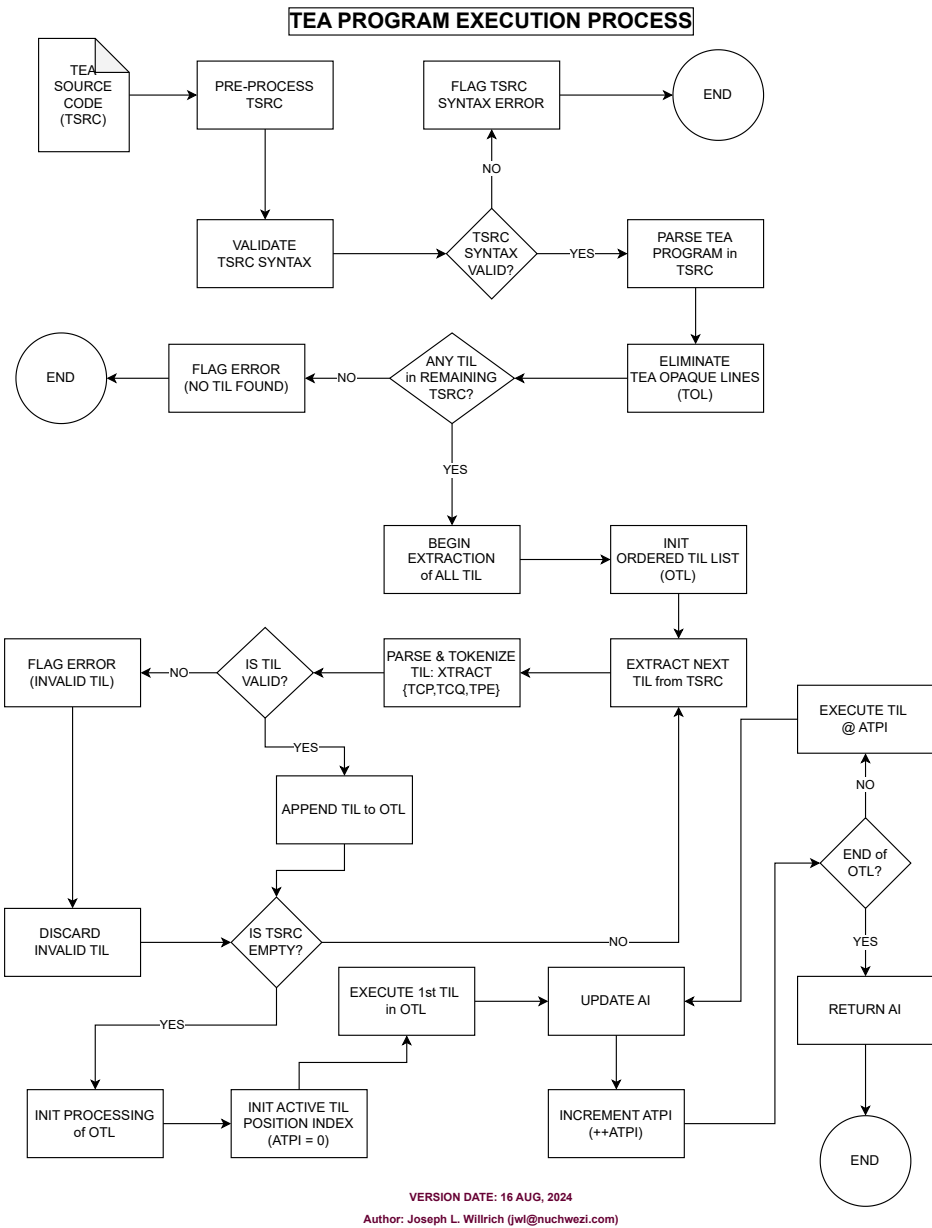 TEA PROGRAM EXECUTION PROCESS
TEA
SOURCE
CODE
(TSRC)
PRE-PROCESS
TSRC
FLAG TSRC
SYNTAX ERROR
END
NO
VALIDATE
TSRC SYNTAX
TSRC
SYNTAX
VALID?
YES
PARSE TEA
PROGRAM in
TSRC
END
FLAG ERROR
(NO TIL FOUND)
NO
ANY TIL
in REMAINING
TSRC?
ELIMINATE
TEA OPAQUE LINES
(TOL)
YES
BEGIN
EXTRACTION
of ALL TIL
INIT
ORDERED TIL LIST
(OTL)
FLAG ERROR
(INVALID TIL)
NO
IS TIL
VALID?
PARSE & TOKENIZE
TIL: XTRACT
{TCP,TCQ,TPE}
EXTRACT NEXT
TIL from TSRC
EXECUTE TIL
@ ATPI
YES
NO
APPEND TIL to OTL
END of
OTL?
DISCARD
INVALID TIL
IS TSRC
EMPTY?
NO
YES
EXECUTE 1st TIL
in OTL
UPDATE AI
RETURN AI
YES
INIT PROCESSING
of OTL
INIT ACTIVE TIL
POSITION INDEX
(ATPI = 0)
INCREMENT ATPI
(++ATPI)
END
VERSION DATE: 16 AUG, 2024
Author: Joseph L. Willrich (jwl@nuchwezi.com)